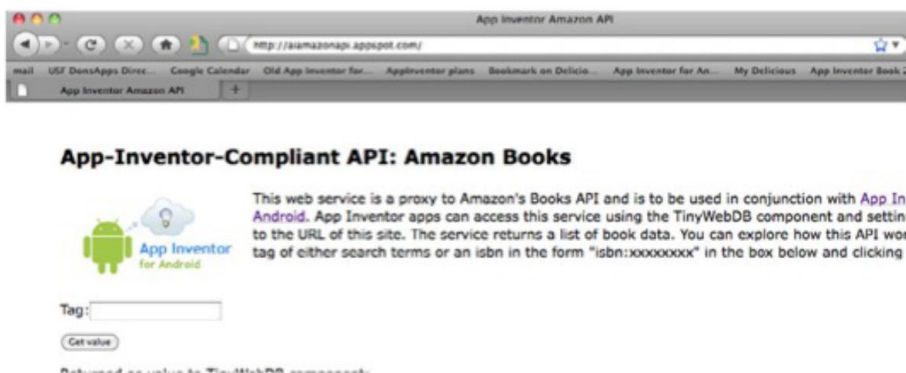 App Inventor Amazon API
http://aiamazonapi.appspot.com/
mail USF DonsApps Direc... Google Calendar Old App Inventor for... AppInventor plans Bookmark on Delicio... App Inventor for An... My Delicious App Inventor Book 2
App Inventor Amazon API +
App-Inventor-Compliant API: Amazon Books
This web service is a proxy to Amazon's Books API and is to be used in conjunction with App In
Android. App Inventor apps can access this service using the TinyWebDB component and settin
to the URL of this site. The service returns a list of book data. You can explore how this API wor
tag of either search terms or an isbn in the form "isbn:xxxxxxxx" in the box below and clicking
App Inventor
for Android
Tag:
Get value
Returned as value to TinyWebDB component: